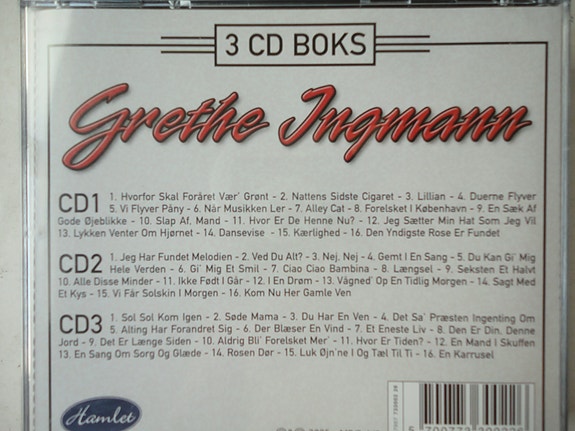 3 CD BOKS
Grethe Ingmann
CD1 1. Hvorfor Skal Foråret Vær' Grønt - 2. Nattens Sidste Cigaret - 3. Lillian - 4. Duerne Flyver
5. Vi Flyver Påny - 6. Når Musikken Ler - 7. Alley Cat - 8. Forelsket I København - 9. En Sæk Af
Gode Øjeblikke - 10. Slap Af, Mand - 11. Hvor Er De Henne Nu? - 12. Jeg Sætter Min Hat Som Jeg Vil
13. Lykken Venter Om Hjørnet - 14. Dansevise - 15. Kærlighed - 16. Den Yndigste Rose Er Fundet
CD2 1. Jeg Har Fundet Melodien - 2. Ved Du Alt? - 3. Nej, Nej - 4. Gemt I En Sang - 5. Du Kan Gi' Mig
Hele Verden - 6. Gi' Mig Et Smil - 7. Ciao Ciao Bambina - 8. Længsel - 9. Seksten Et Halvt
10. Alle Disse Minder - 11. Ikke Født I Går - 12. I En Drøm - 13. Vågned' Op En Tidlig Morgen - 14. Sagt Med
Et Kys - 15. Vi Får Solskin I Morgen - 16. Kom Nu Her Gamle Ven
CD3 1. Sol Sol Kom Igen - 2. Søde Mama - 3. Du Har En Ven - 4. Det Sa' Præsten Ingenting Om
5. Alting Har Forandret Sig - 6. Der Blæser En Vind - 7. Et Eneste Liv - 8. Den Er Din, Denne
Jord - 9. Det Er Længe Siden - 10. Aldrig Bli' Forelsket Mer' - 11. Hvor Er Tiden? - 12. En Mand I Skuffen
13. En Sang Om Sorg Og Glæde - 14. Rosen Dør - 15. Luk Øjn'ne I Og Tæl Til Ti - 16. En Karrusel
Hamlet